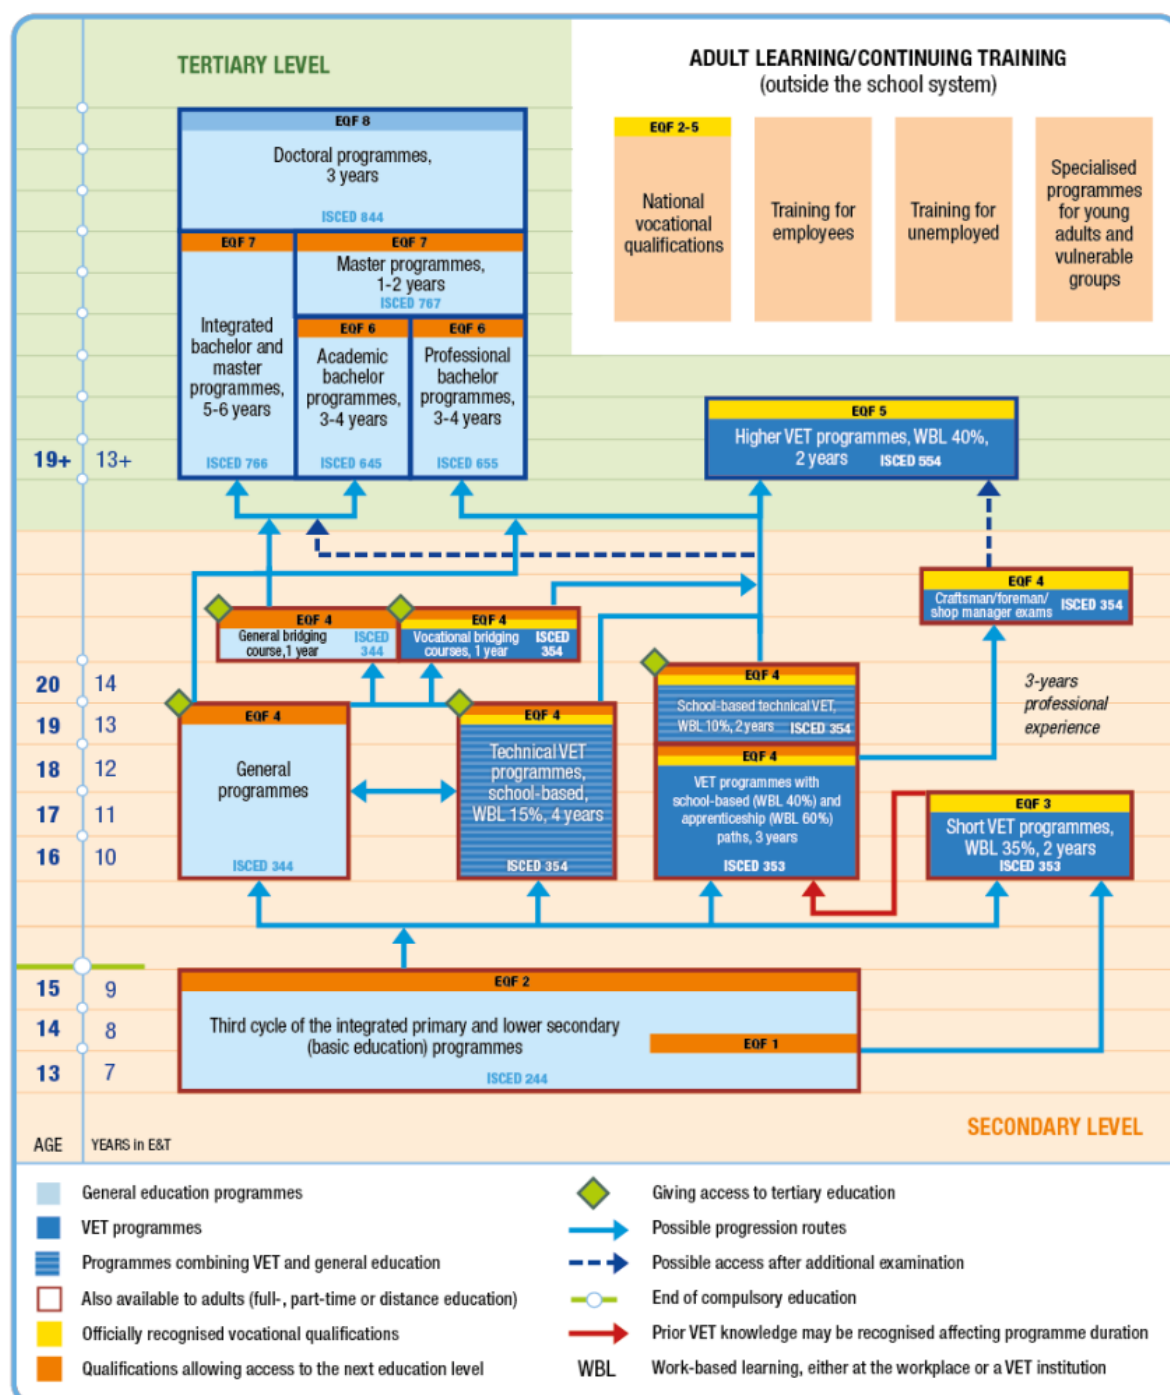 TERTIARY LEVEL
ADULT LEARNING/CONTINUING TRAINING
(outside the school system)
EQF 2-5
National
vocational
qualifications
Training for
employees
Training for
unemployed
Specialised
programmes
for young
adults and
vulnerable
groups
EQF 8
Doctoral programmes,
3 years
ISCED 844
EQF 7
Integrated
bachelor and
master
programmes,
5-6 years
ISCED 766
EQF 7
Master programmes,
1-2 years
ISCED 767
EQF 6
Academic
bachelor
programmes,
3-4 years
ISCED 645
EQF 6
Professional
bachelor
programmes,
3-4 years
ISCED 655
EQF 5
Higher VET programmes, WBL 40%,
2 years ISCED 554
19+ 13+
EQF 4
Craftsman/foreman/
shop manager exams ISCED 354
EQF 4
General bridging
course,1 year
ISCED
344
EQF 4
Vocational bridging
courses, 1 year
ISCED
354
20 14
19 13
18 12
17 11
16 10
EQF 4
General
programmes
ISCED 344
EQF 4
Technical VET
programmes,
school-based,
WBL 15%, 4 years
ISCED 354
EQF 4
School-based technical VET,
WBL 10%, 2 years ISCED 354
EQF 4
VET programmes with
school-based (WBL 40%) and
apprenticeship (WBL 60%)
paths, 3 years
ISCED 353
3-years
professional
experience
EQF 3
Short VET programmes,
WBL 35%, 2 years
ISCED 353
15 9
14 8
13 7
EQF 2
Third cycle of the integrated primary and lower secondary
(basic education) programmes
EQF 1
ISCED 244
SECONDARY LEVEL
AGE YEARS in E&T
General education programmes
VET programmes
Programmes combining VET and general education
Also available to adults (full-, part-time or distance education)
Officially recognised vocational qualifications
Qualifications allowing access to the next education level
Giving access to tertiary education
Possible progression routes
Possible access after additional examination
End of compulsory education
Prior VET knowledge may be recognised affecting programme duration
WBL Work-based learning, either at the workplace or a VET institution